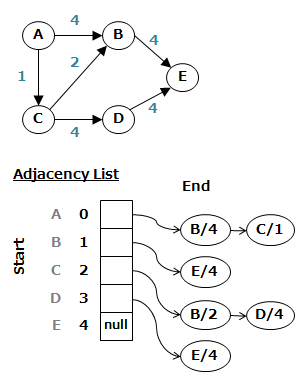 4
A B
4
1 2 E
C D 4
4
Adjacency List
End
Start
A 0
B/4 C/1
B 1
E/4
C 2
D 3
B/2 D/4
E 4 null
E/4